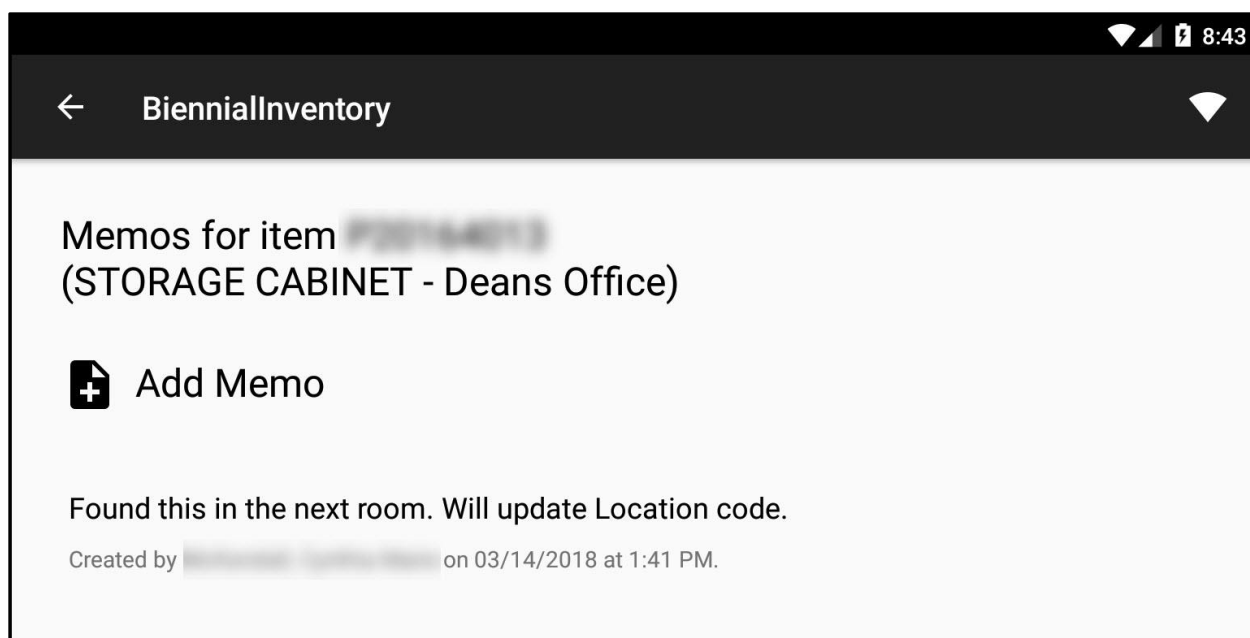 8:43
BiennialInventory
Memos for item
(STORAGE CABINET - Deans Office)
Add Memo
Found this in the next room. Will update Location code.
Created by on 03/14/2018 at 1:41 PM.